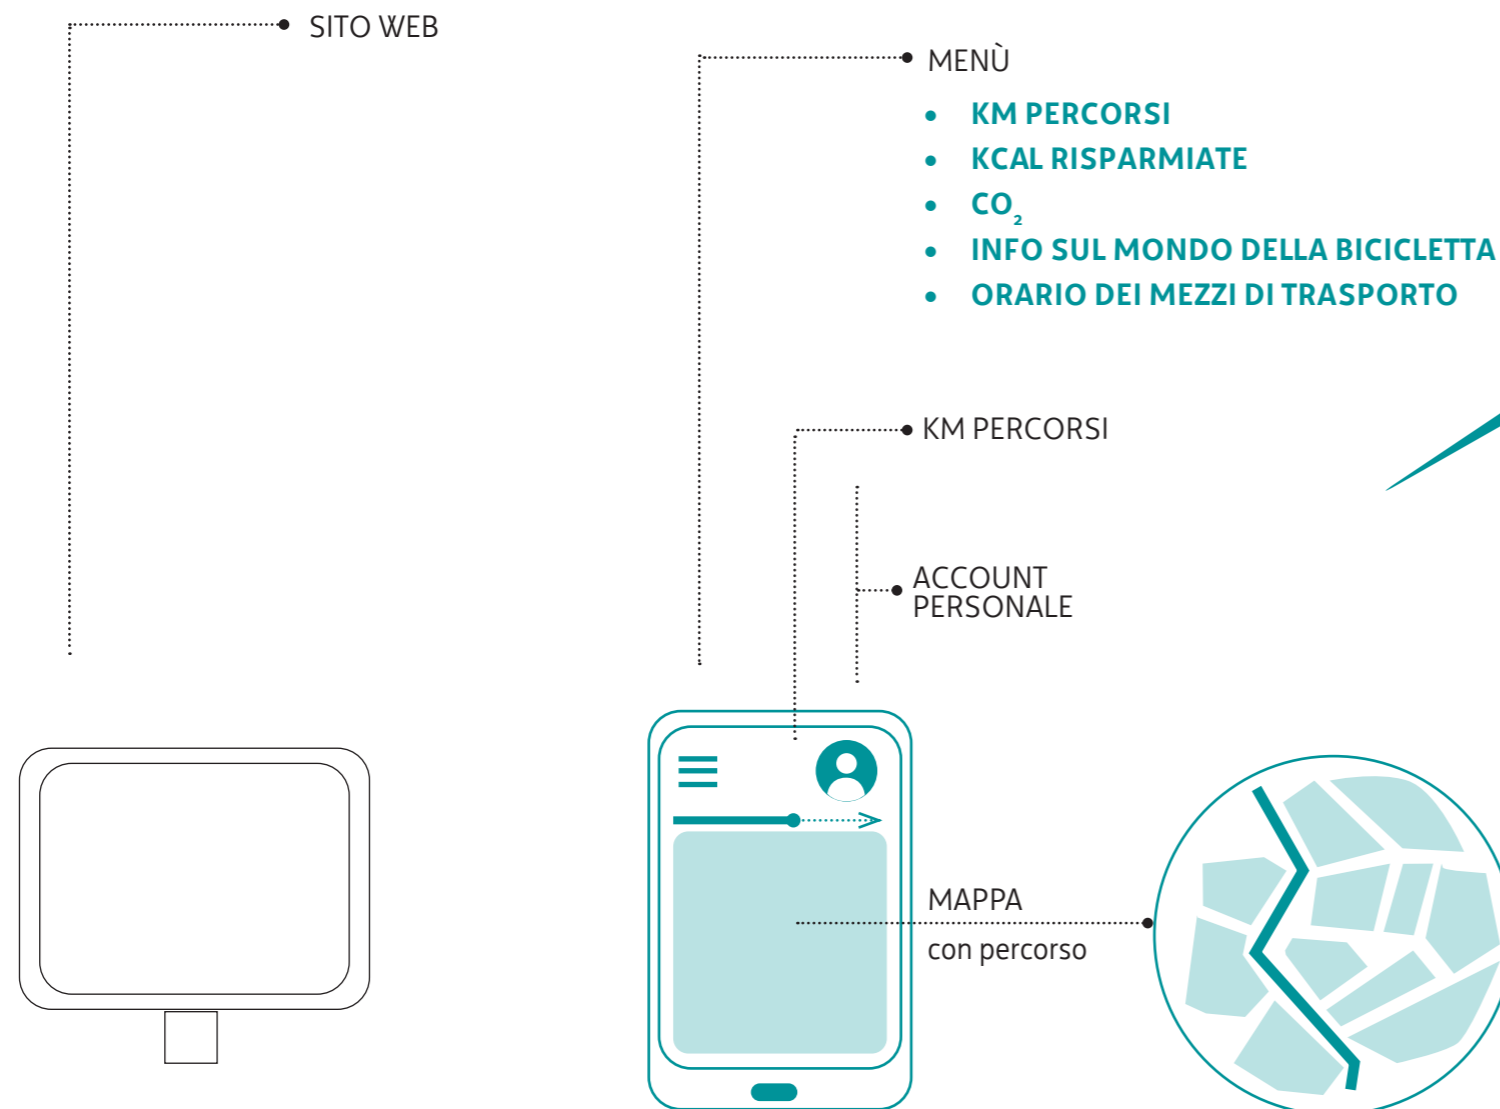 SITO WEB
MENÙ
• KM PERCORSI
• KCAL RISPARMIATE
• CO₂
• INFO SUL MONDO DELLA BICICLETTA
• ORARIO DEI MEZZI DI TRASPORTO
KM PERCORSI
ACCOUNT
PERSONALE
MAPPA
con percorso